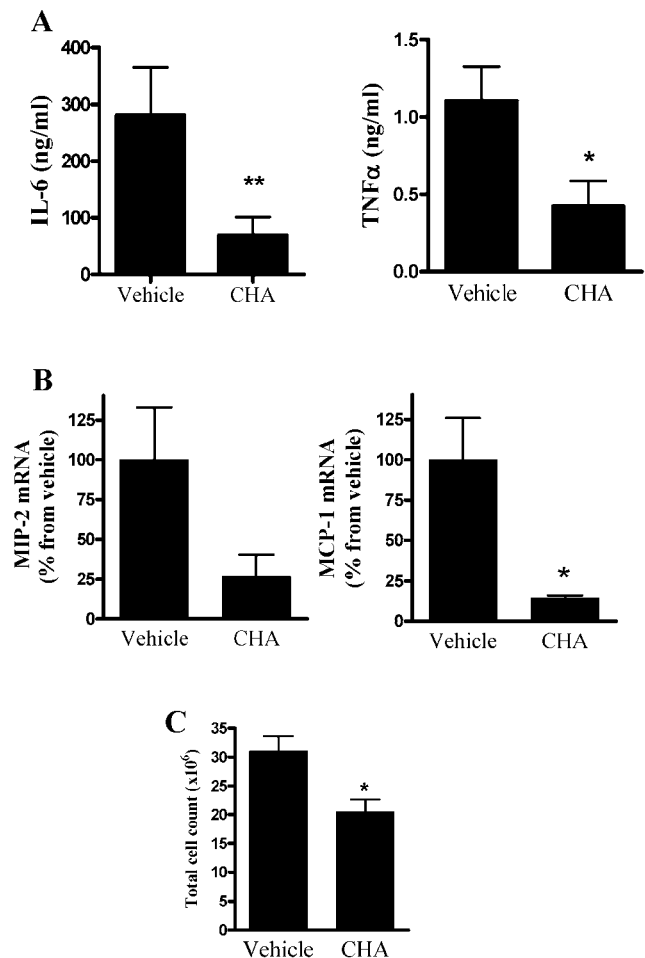 A
IL-6 (ng/ml)
400
300
200
100
0
**
Vehicle
CHA
TNFα (ng/ml)
1.5
1.0
0.5
0.0
*
Vehicle
CHA
B
MIP-2 mRNA
(% from vehicle)
125
100
75
50
25
0
Vehicle
CHA
MCP-1 mRNA
(% from vehicle)
125
100
75
50
25
0
*
Vehicle
CHA
C
Total cell count (x10⁶)
35
30
25
20
15
10
5
0
*
Vehicle
CHA